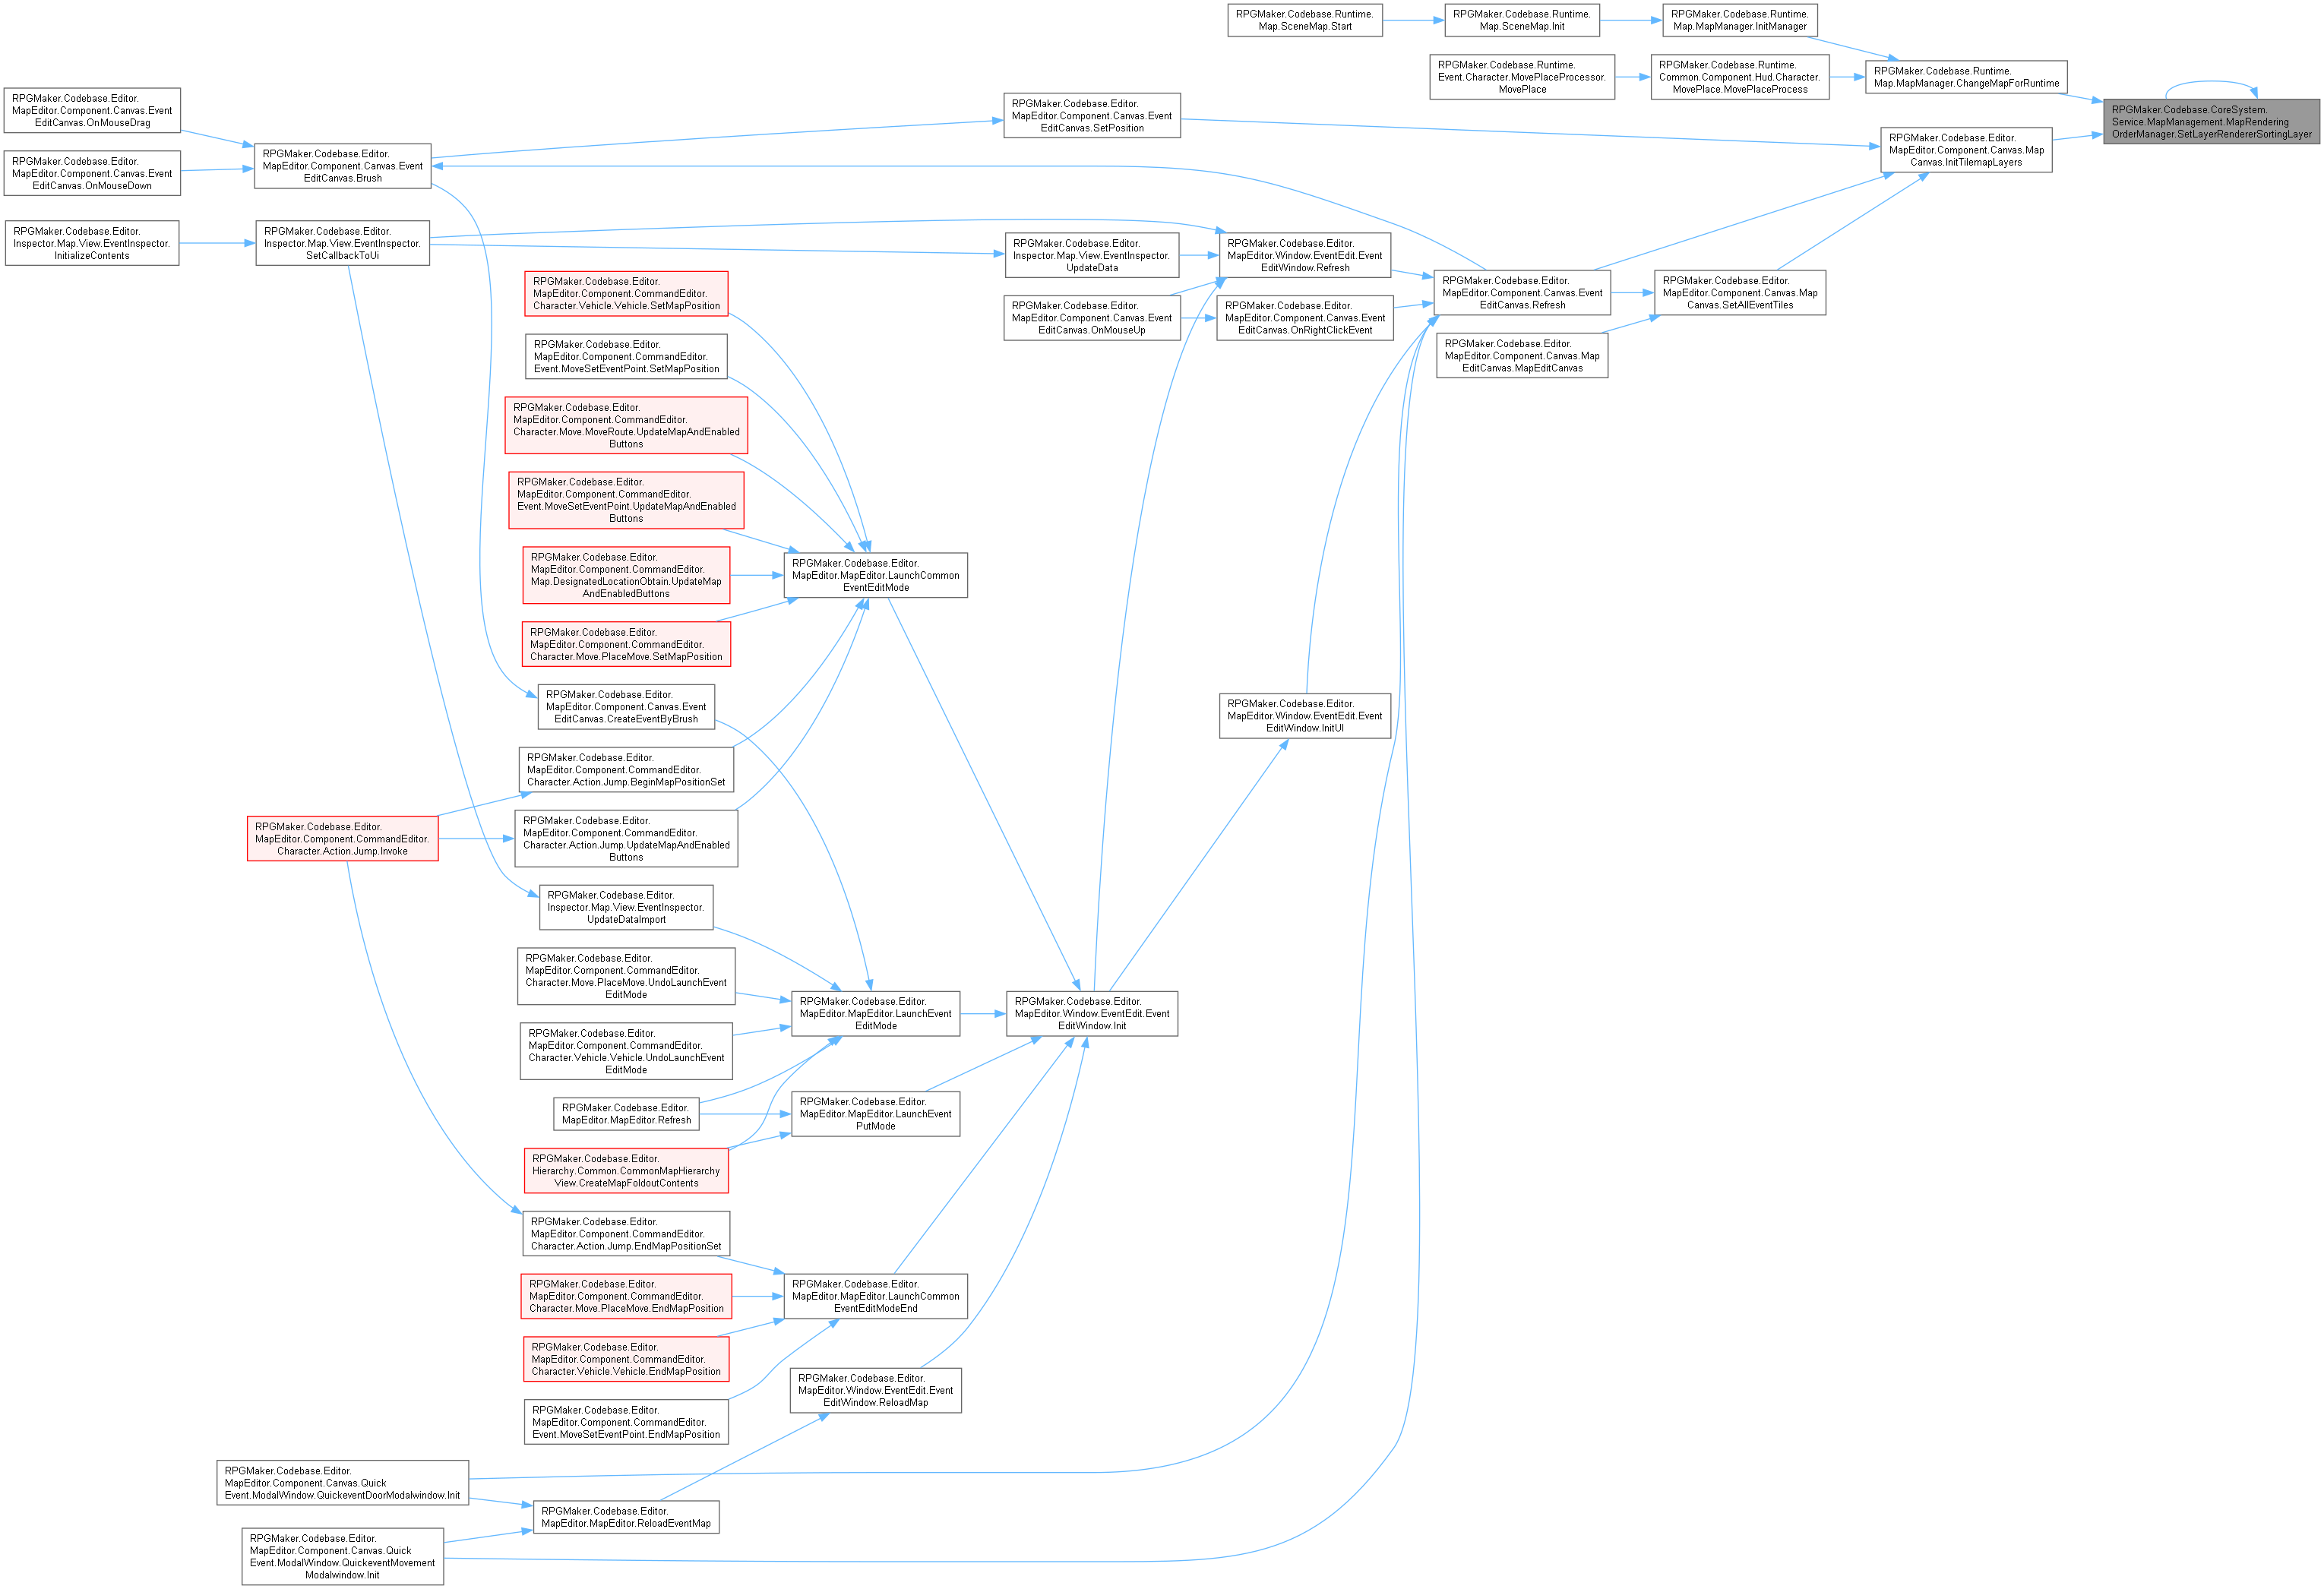 RPGMaker.Codebase.Runtime.
Map.SceneMap.Start
RPGMaker.Codebase.Runtime.
Map.SceneMap.Init
RPGMaker.Codebase.Runtime.
Map.MapManager.InitManager
RPGMaker.Codebase.Runtime.
Event.Character.MovePlaceProcessor.
MovePlace
RPGMaker.Codebase.Runtime.
Common.Component.Hud.Character.
MovePlace.MovePlaceProcess
RPGMaker.Codebase.Runtime.
Map.MapManager.ChangeMapForRuntime
RPGMaker.Codebase.CoreSystem.
Service.MapManagement.MapRendering
OrderManager.SetLayerRendererSortingLayer
RPGMaker.Codebase.Editor.
MapEditor.Component.Canvas.Event
EditCanvas.OnMouseDrag
RPGMaker.Codebase.Editor.
MapEditor.Component.Canvas.Event
EditCanvas.SetPosition
RPGMaker.Codebase.Editor.
MapEditor.Component.Canvas.Map
Canvas.InitTilemapLayers
RPGMaker.Codebase.Editor.
MapEditor.Component.Canvas.Event
EditCanvas.OnMouseDown
RPGMaker.Codebase.Editor.
MapEditor.Component.Canvas.Event
EditCanvas.Brush
RPGMaker.Codebase.Editor.
Inspector.Map.View.EventInspector.
InitializeContents
RPGMaker.Codebase.Editor.
Inspector.Map.View.EventInspector.
SetCallbackToUi
RPGMaker.Codebase.Editor.
Inspector.Map.View.EventInspector.
UpdateData
RPGMaker.Codebase.Editor.
MapEditor.Window.EventEdit.Event
EditWindow.Refresh
RPGMaker.Codebase.Editor.
MapEditor.Component.Canvas.Event
EditCanvas.Refresh
RPGMaker.Codebase.Editor.
MapEditor.Component.Canvas.Map
Canvas.SetAllEventTiles
RPGMaker.Codebase.Editor.
MapEditor.Component.CommandEditor.
Character.Vehicle.Vehicle.SetMapPosition
RPGMaker.Codebase.Editor.
MapEditor.Component.Canvas.Event
EditCanvas.OnMouseUp
RPGMaker.Codebase.Editor.
MapEditor.Component.Canvas.Event
EditCanvas.OnRightClickEvent
RPGMaker.Codebase.Editor.
MapEditor.Component.Canvas.Map
EditCanvas.MapEditCanvas
RPGMaker.Codebase.Editor.
MapEditor.Component.CommandEditor.
Event.MoveSetEventPoint.SetMapPosition
RPGMaker.Codebase.Editor.
MapEditor.Component.CommandEditor.
Character.Move.MoveRoute.UpdateMapAndEnabled
Buttons
RPGMaker.Codebase.Editor.
MapEditor.Component.CommandEditor.
Event.MoveSetEventPoint.UpdateMapAndEnabled
Buttons
RPGMaker.Codebase.Editor.
MapEditor.Component.CommandEditor.
Map.DesignatedLocationObtain.UpdateMap
AndEnabledButtons
RPGMaker.Codebase.Editor.
MapEditor.MapEditor.LaunchCommon
EventEditMode
RPGMaker.Codebase.Editor.
MapEditor.Component.CommandEditor.
Character.Move.PlaceMove.SetMapPosition
RPGMaker.Codebase.Editor.
MapEditor.Component.Canvas.Event
EditCanvas.CreateEventByBrush
RPGMaker.Codebase.Editor.
MapEditor.Window.EventEdit.Event
EditWindow.InitUI
RPGMaker.Codebase.Editor.
MapEditor.Component.CommandEditor.
Character.Action.Jump.BeginMapPositionSet
RPGMaker.Codebase.Editor.
MapEditor.Component.CommandEditor.
Character.Action.Jump.Invoke
RPGMaker.Codebase.Editor.
MapEditor.Component.CommandEditor.
Character.Action.Jump.UpdateMapAndEnabled
Buttons
RPGMaker.Codebase.Editor.
Inspector.Map.View.EventInspector.
UpdateDataImport
RPGMaker.Codebase.Editor.
MapEditor.Component.CommandEditor.
Character.Move.PlaceMove.UndoLaunchEvent
EditMode
RPGMaker.Codebase.Editor.
MapEditor.MapEditor.LaunchEvent
EditMode
RPGMaker.Codebase.Editor.
MapEditor.Window.EventEdit.Event
EditWindow.Init
RPGMaker.Codebase.Editor.
MapEditor.Component.CommandEditor.
Character.Vehicle.Vehicle.UndoLaunchEvent
EditMode
RPGMaker.Codebase.Editor.
MapEditor.MapEditor.Refresh
RPGMaker.Codebase.Editor.
MapEditor.MapEditor.LaunchEvent
PutMode
RPGMaker.Codebase.Editor.
Hierarchy.Common.CommonMapHierarchy
View.CreateMapFoldoutContents
RPGMaker.Codebase.Editor.
MapEditor.Component.CommandEditor.
Character.Action.Jump.EndMapPositionSet
RPGMaker.Codebase.Editor.
MapEditor.Component.CommandEditor.
Character.Move.PlaceMove.EndMapPosition
RPGMaker.Codebase.Editor.
MapEditor.MapEditor.LaunchCommon
EventEditModeEnd
RPGMaker.Codebase.Editor.
MapEditor.Component.CommandEditor.
Character.Vehicle.Vehicle.EndMapPosition
RPGMaker.Codebase.Editor.
MapEditor.Window.EventEdit.Event
EditWindow.ReloadMap
RPGMaker.Codebase.Editor.
MapEditor.Component.CommandEditor.
Event.MoveSetEventPoint.EndMapPosition
RPGMaker.Codebase.Editor.
MapEditor.Component.Canvas.Quick
Event.ModalWindow.QuickeventDoorModalwindow.Init
RPGMaker.Codebase.Editor.
MapEditor.MapEditor.ReloadEventMap
RPGMaker.Codebase.Editor.
MapEditor.Component.Canvas.Quick
Event.ModalWindow.QuickeventMovement
Modalwindow.Init